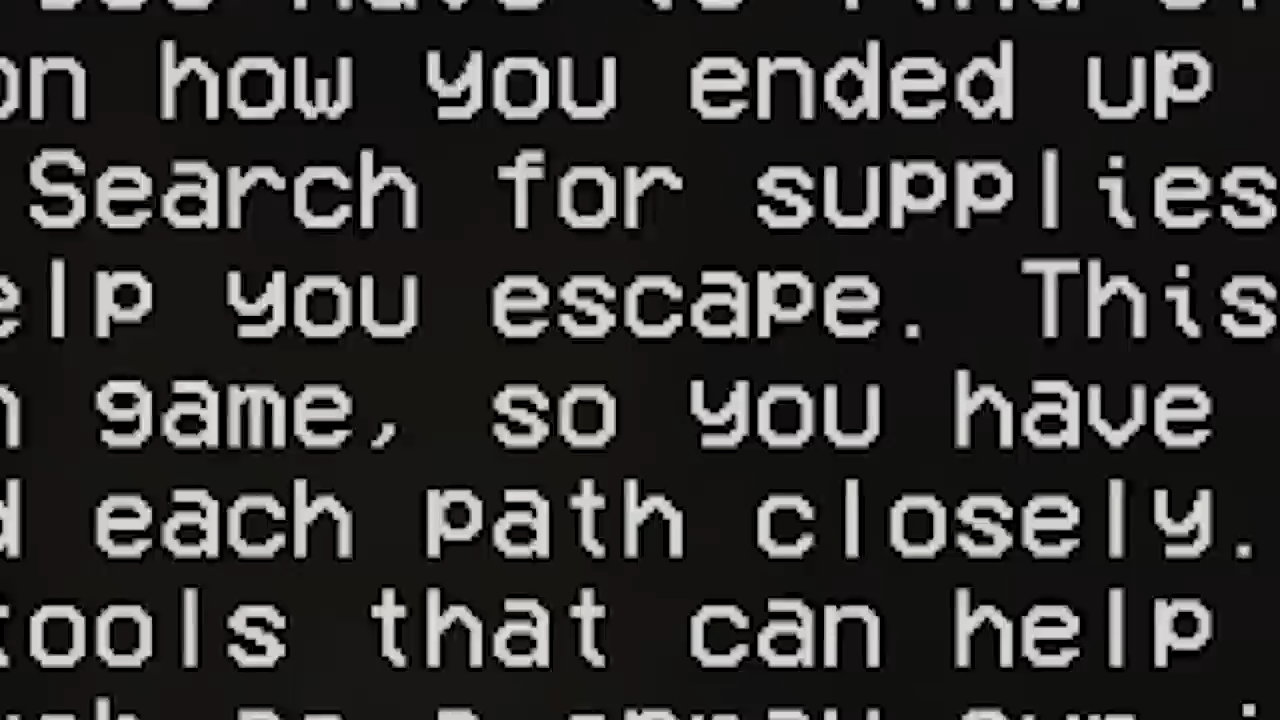 on how you ended up
Search for supplies
elp you escape. This
game, so you have
each path closely.
tools that can help